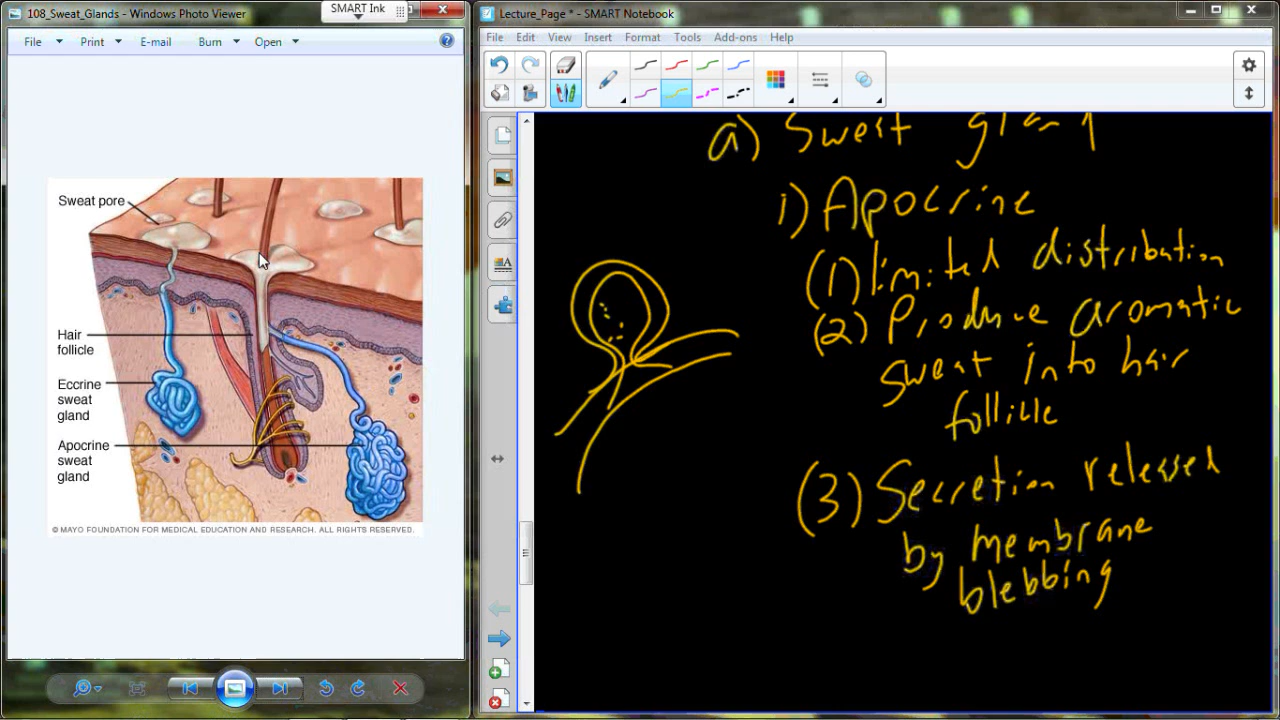 108_Sweat_Glands - Windows Photo Viewer
SMART Ink
File Print E-mail Burn Open
Sweat pore
Hair
follicle
Eccrine
sweat
gland
Apocrine
sweat
gland
© MAYO FOUNDATION FOR MEDICAL EDUCATION AND RESEARCH. ALL RIGHTS RESERVED.
Lecture_Page * - SMART Notebook
File Edit View Insert Format Tools Add-ons Help
a) Sweat
i) Apocrine
(1) limited distribution
(2) Produce aromatic
sweat into hair
follicle
(3) Secretion released
by membrane
blebbing